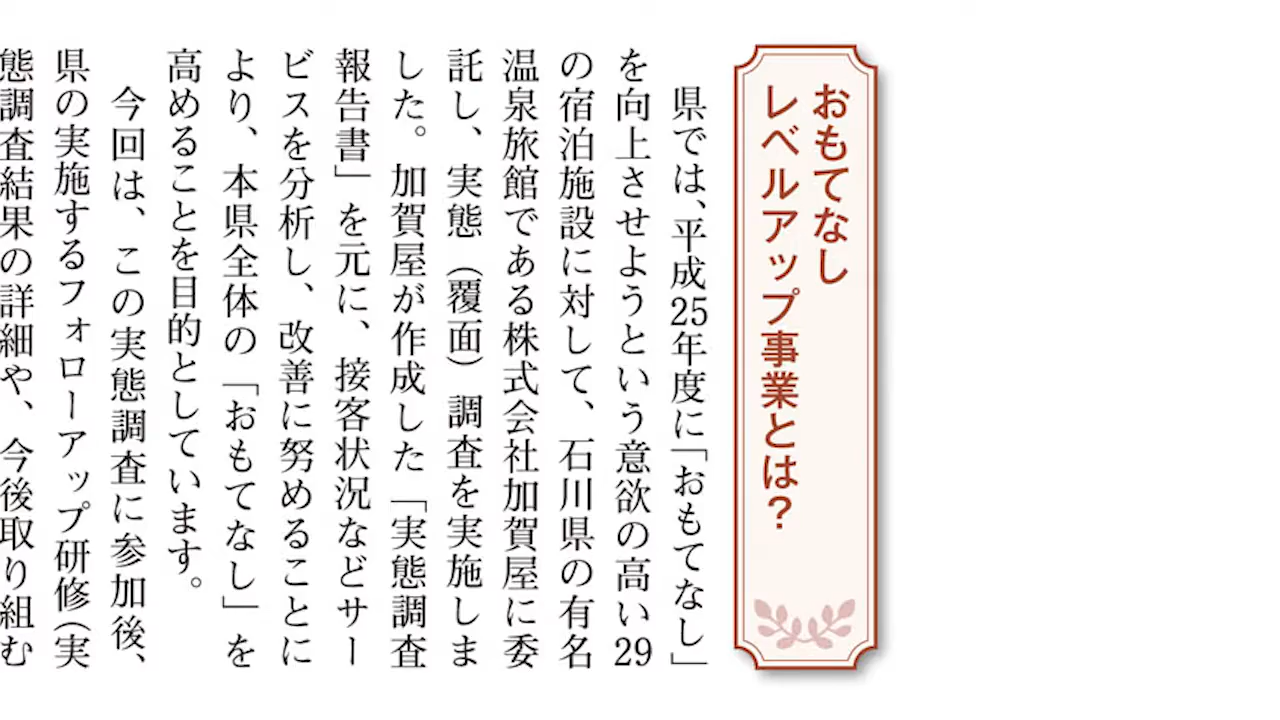 おもてなし
レベルアップ事業とは？
県では、平成25年度に「おもてなし」
を向上させようという意欲の高い29
の宿泊施設に対して、石川県の有名
温泉旅館である株式会社加賀屋に委
託し、実態（覆面）調査を実施しま
した。加賀屋が作成した「実態調査
報告書」を元に、接客状況などサー
ビスを分析し、改善に努めることに
より、本県全体の「おもてなし」を
高めることを目的としています。
今回は、この実態調査に参加後、
県の実施するフォローアップ研修（実
態調査結果の詳細や、今後取り組む